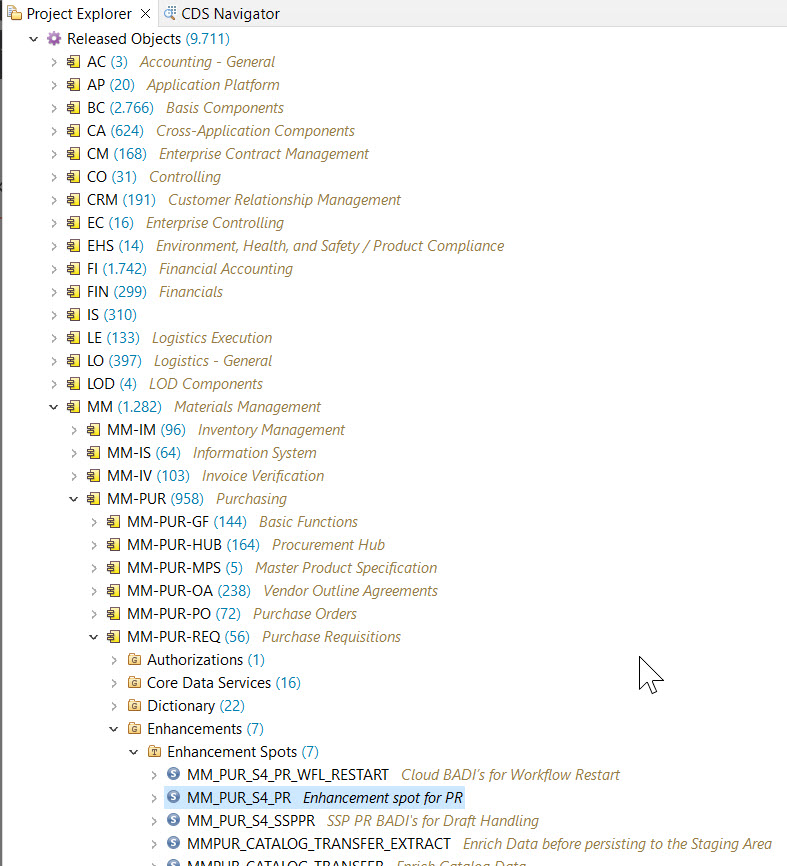 Project Explorer CDS Navigator
Released Objects (9.711)
AC (3) Accounting - General
AP (20) Application Platform
BC (2.766) Basis Components
CA (624) Cross-Application Components
CM (168) Enterprise Contract Management
CO (31) Controlling
CRM (191) Customer Relationship Management
EC (16) Enterprise Controlling
EHS (14) Environment, Health, and Safety / Product Compliance
FI (1.742) Financial Accounting
FIN (299) Financials
IS (310)
LE (133) Logistics Execution
LO (397) Logistics - General
LOD (4) LOD Components
MM (1.282) Materials Management
MM-IM (96) Inventory Management
MM-IS (64) Information System
MM-IV (103) Invoice Verification
MM-PUR (958) Purchasing
MM-PUR-GF (144) Basic Functions
MM-PUR-HUB (164) Procurement Hub
MM-PUR-MPS (5) Master Product Specification
MM-PUR-OA (238) Vendor Outline Agreements
MM-PUR-PO (72) Purchase Orders
MM-PUR-REQ (56) Purchase Requisitions
Authorizations (1)
Core Data Services (16)
Dictionary (22)
Enhancements (7)
Enhancement Spots (7)
MM_PUR_S4_PR_WFL_RESTART Cloud BADI's for Workflow Restart
MM_PUR_S4_PR Enhancement spot for PR
MM_PUR_S4_SSPPR SSP PR BADI's for Draft Handling
MMPUR_CATALOG_TRANSFER_EXTRACT Enrich Data before persisting to the Staging Area
MMPUR_CATALOG_TRANSFER Enrich Catalog Data